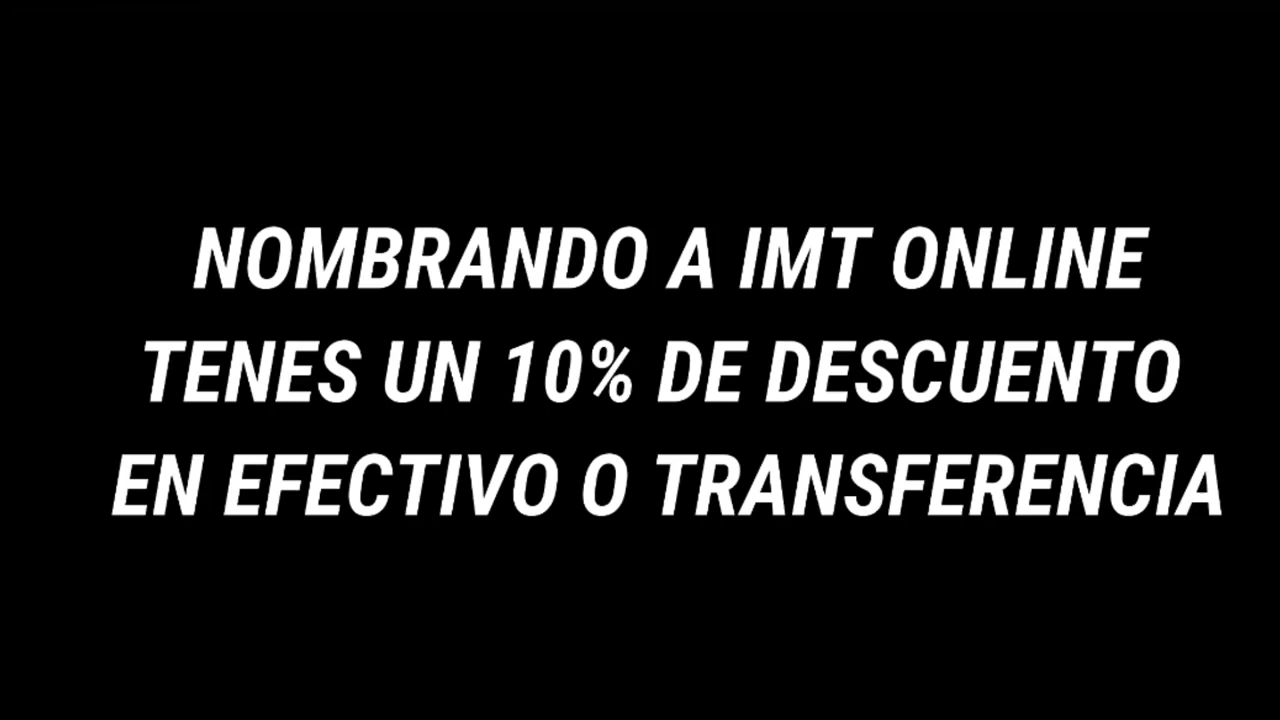 NOMBRANDO A IMT ONLINE
TENES UN 10% DE DESCUENTO
EN EFECTIVO O TRANSFERENCIA